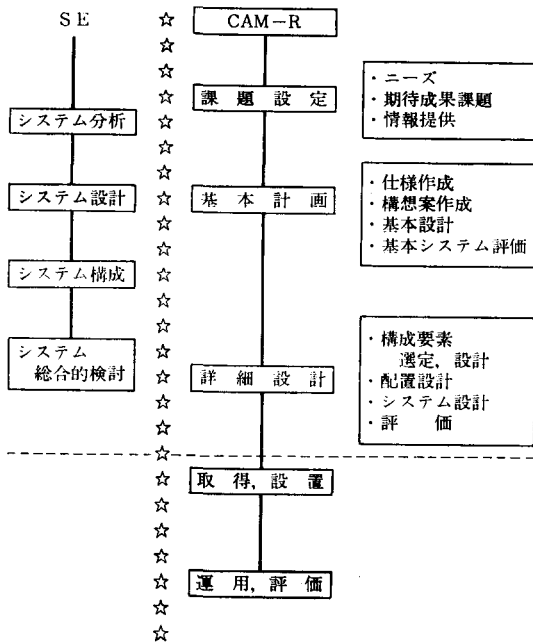 SE
システム分析
システム設計
システム構成
システム
総合的検討
CAM-R
課題設定
基本計画
詳細設計
取得,設置
運用,評価
・ニーズ
・期待成果課題
・情報提供
・仕様作成
・構想案作成
・基本設計
・基本システム評価
・構成要素
選定,設計
・配置設計
・システム設計
・評 価